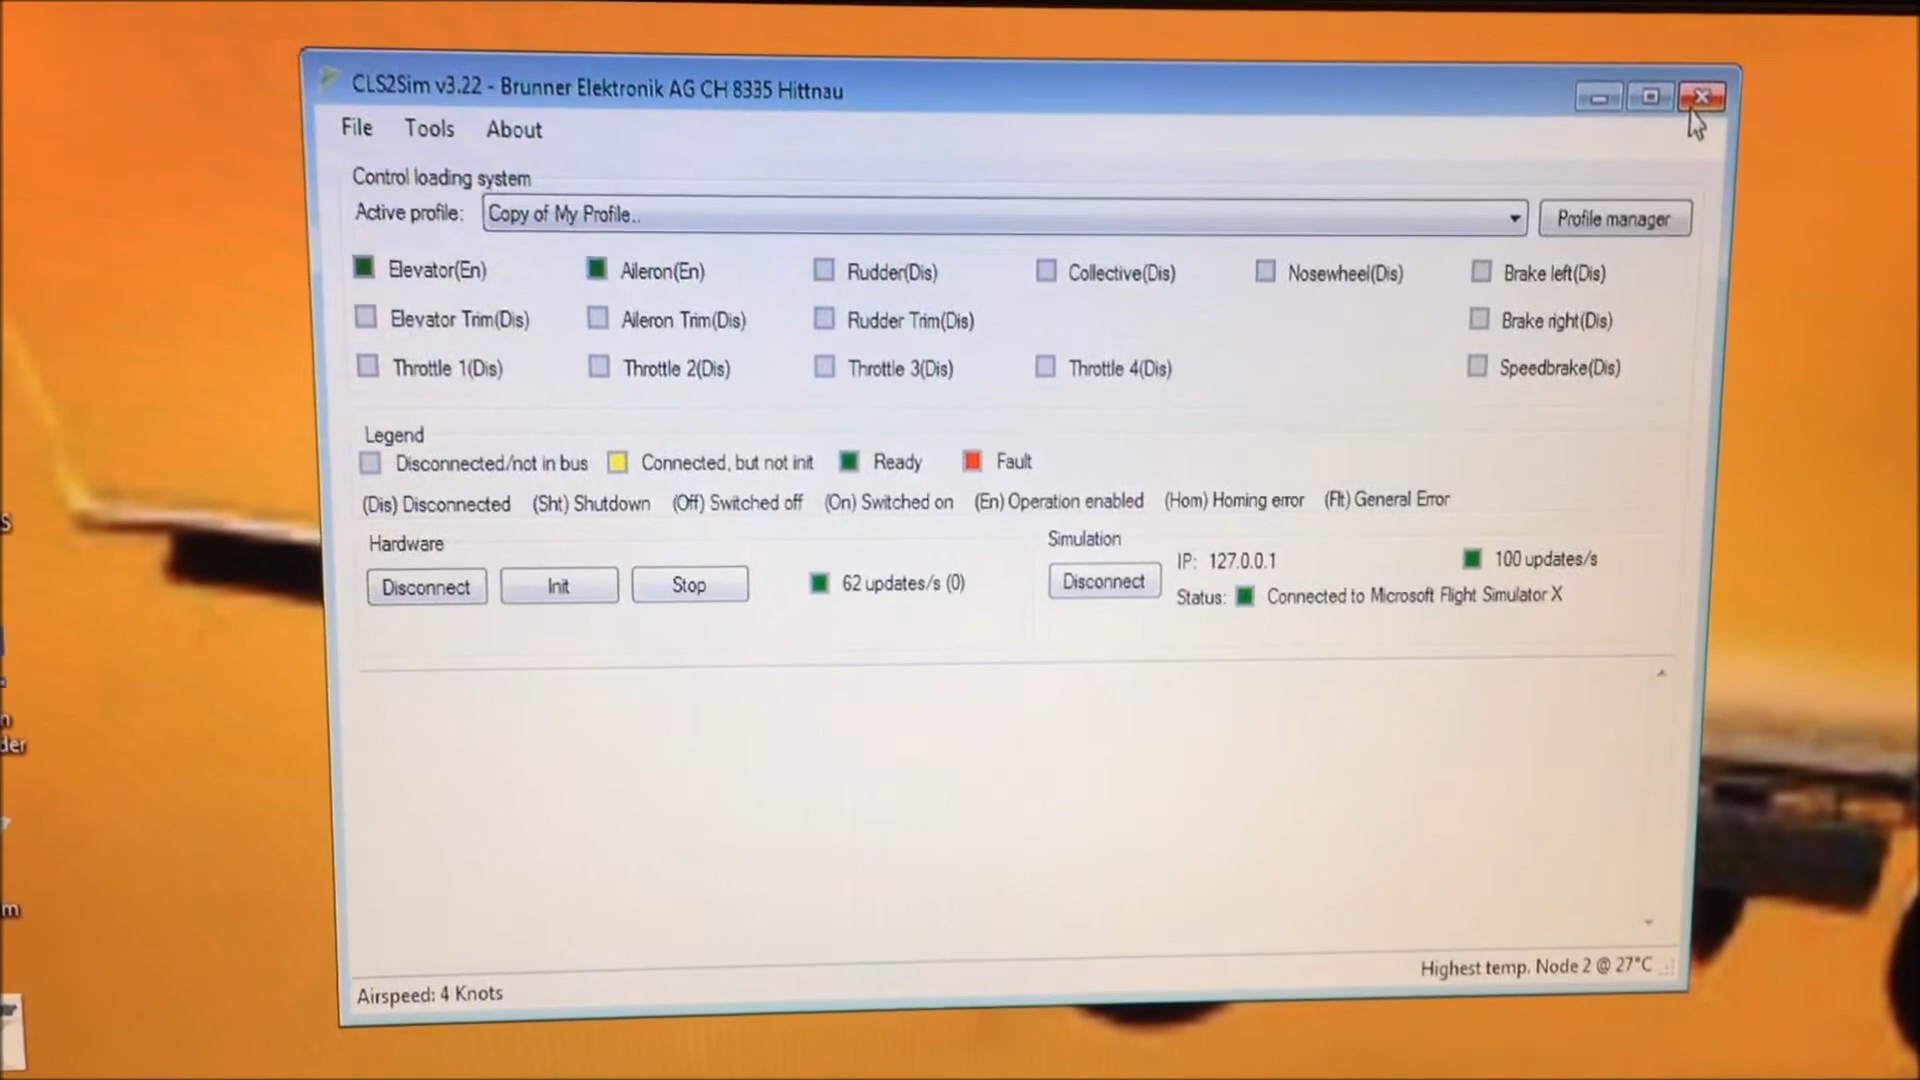 CLS2Sim v3.22 - Brunner Elektronik AG CH 8335 Hittnau
File Tools About
Control loading system
Active profile: Copy of My Profile.. Profile manager
Elevator(En) Aileron(En) Rudder(Dis) Collective(Dis) Nosewheel(Dis) Brake left(Dis)
Elevator Trim(Dis) Aileron Trim(Dis) Rudder Trim(Dis) Brake right(Dis)
Throttle 1(Dis) Throttle 2(Dis) Throttle 3(Dis) Throttle 4(Dis) Speedbrake(Dis)
Legend
Disconnected/not in bus Connected, but not init Ready Fault
(Dis) Disconnected (Sht) Shutdown (Off) Switched off (On) Switched on (En) Operation enabled (Hom) Homing error (Flt) General Error
Hardware
Disconnect Init Stop 62 updates/s (0)
Simulation
Disconnect IP: 127.0.0.1 100 updates/s
Status: Connected to Microsoft Flight Simulator X
Highest temp. Node 2 @ 27°C
Airspeed: 4 Knots
S
n
der
m